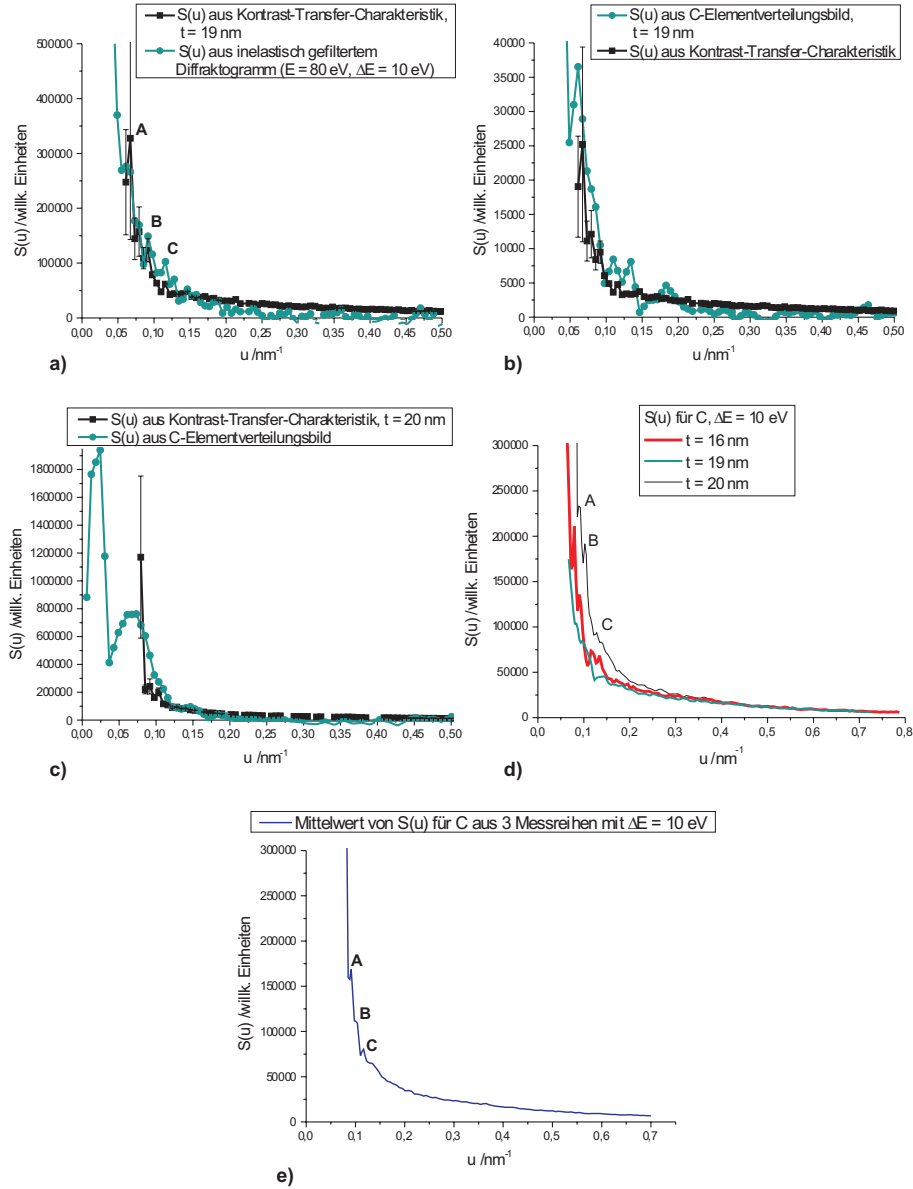 S(u) aus Kontrast-Transfer-Charakteristik,
t = 19 nm
S(u) aus inelastisch gefiltertem
Diffraktogramm (E = 80 eV, ΔE = 10 eV)
500000
400000
300000
200000
100000
0
S(u) /willk. Einheiten
A
B
C
0,00 0,05 0,10 0,15 0,20 0,25 0,30 0,35 0,40 0,45 0,50
u /nm⁻¹
a)
S(u) aus C-Elementverteilungsbild,
t = 19 nm
S(u) aus Kontrast-Transfer-Charakteristik
40000
35000
30000
25000
20000
15000
10000
5000
0
S(u) /willk. Einheiten
0,00 0,05 0,10 0,15 0,20 0,25 0,30 0,35 0,40 0,45 0,50
u /nm⁻¹
b)
S(u) aus Kontrast-Transfer-Charakteristik, t = 20 nm
S(u) aus C-Elementverteilungsbild
1800000
1600000
1400000
1200000
1000000
800000
600000
400000
200000
0
S(u) /willk. Einheiten
0,00 0,05 0,10 0,15 0,20 0,25 0,30 0,35 0,40 0,45 0,50
u /nm⁻¹
c)
S(u) für C, ΔE = 10 eV
t = 16 nm
t = 19 nm
t = 20 nm
300000
250000
200000
150000
100000
50000
0
S(u) /willk. Einheiten
A
B
C
0,0 0,1 0,2 0,3 0,4 0,5 0,6 0,7 0,8
u /nm⁻¹
d)
Mittelwert von S(u) für C aus 3 Messreihen mit ΔE = 10 eV
300000
250000
200000
150000
100000
50000
0
S(u) /willk. Einheiten
A
B
C
0,0 0,1 0,2 0,3 0,4 0,5 0,6 0,7
u /nm⁻¹
e)